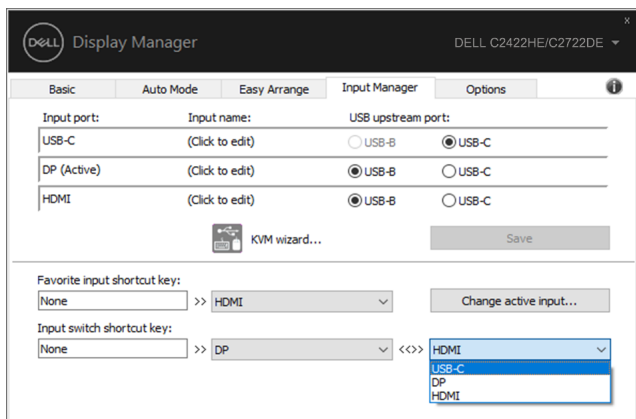 DELL Display Manager DELL C2422HE/C2722DE x
Basic Auto Mode Easy Arrange Input Manager Options i
Input port: Input name: USB upstream port:
USB-C (Click to edit) USB-B USB-C
DP (Active) (Click to edit) USB-B USB-C
HDMI (Click to edit) USB-B USB-C
KVM wizard... Save
Favorite input shortcut key:
None >> HDMI Change active input...
Input switch shortcut key:
None >> DP <<>> HDMI
USB-C
DP
HDMI